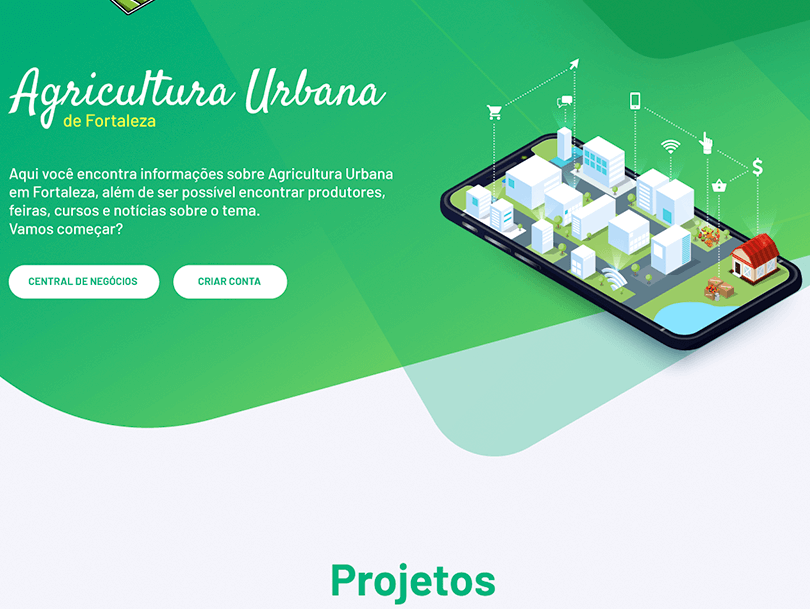 Agricultura Urbana
de Fortaleza
Aqui você encontra informações sobre Agricultura Urbana
em Fortaleza, além de ser possível encontrar produtores,
feiras, cursos e notícias sobre o tema.
Vamos começar?
CENTRAL DE NEGÓCIOS
CRIAR CONTA
$
Projetos